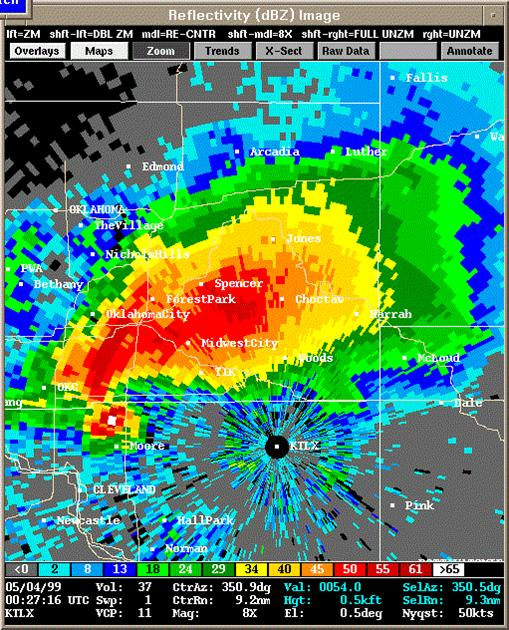 Reflectivity (dBZ) Image
lft=ZM shft-lft=DBL ZM mdl=RE-CNTR shft-mdl=8X shft-rght=FULL UNZM rght=UNZM
Overlays Maps Zoom Trends X-Sect Raw Data Annotate
Fallis
Wa
Arcadia Luther
Edmond
OKLAHOMA
TheVillage
Jones
NicholsHills
PWA
Bethany
Spencer
ForestPark Choctaw
OklahomaCity Harrah
MidwestCity
Woods McLoud
TIK
OKC
ng Dale
Moore KTLX
CLEVELAND
Pink
Newcastle HallPark
Norman
<0 2 8 13 18 24 29 34 40 45 50 55 61 >65
05/04/99 Vol: 37 CtrAz: 350.9dg Val: 0054.0 SelAz: 350.5dg
00:27:16 UTC Swp: 1 CtrRn: 9.2nm Hgt: 0.5kft SelRn: 9.3nm
KTLX VCP: 11 Mag: 8X El: 0.5deg Nyqst: 50kts